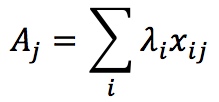 A_j = \sum_i \lambda_i x_{ij}